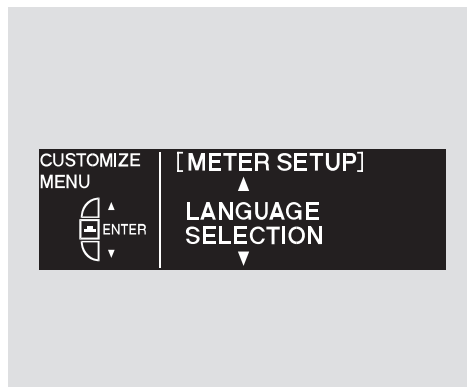 CUSTOMIZE
MENU
ENTER
[METER SETUP]
LANGUAGE
SELECTION